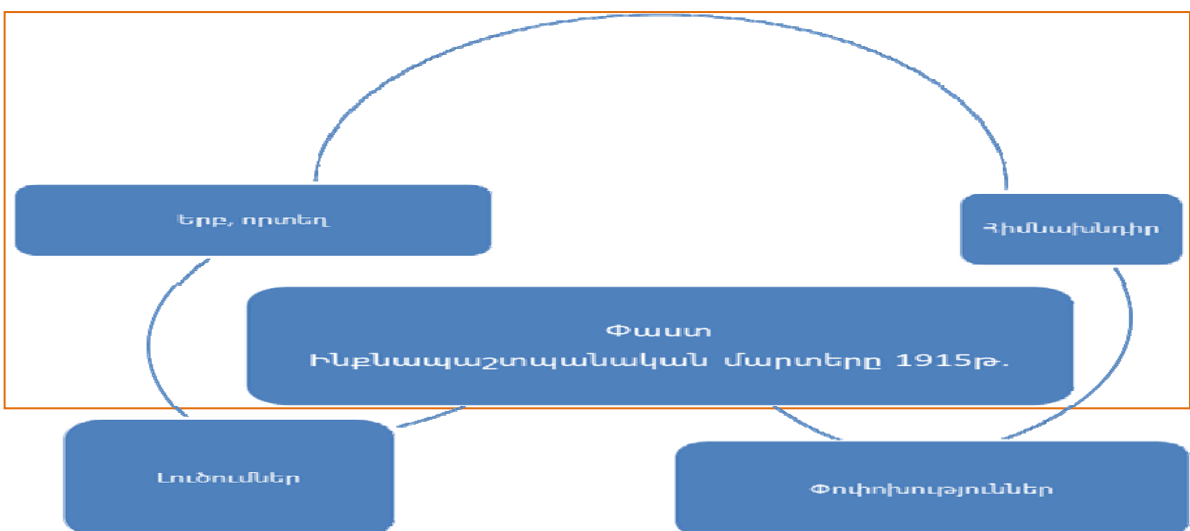 Երբ, որտեղ
Հիմնախնդիր
Փաստ
Ինքնապաշտպանական մարտերը 1915թ.
Լուծումներ
Փոփոխություններ